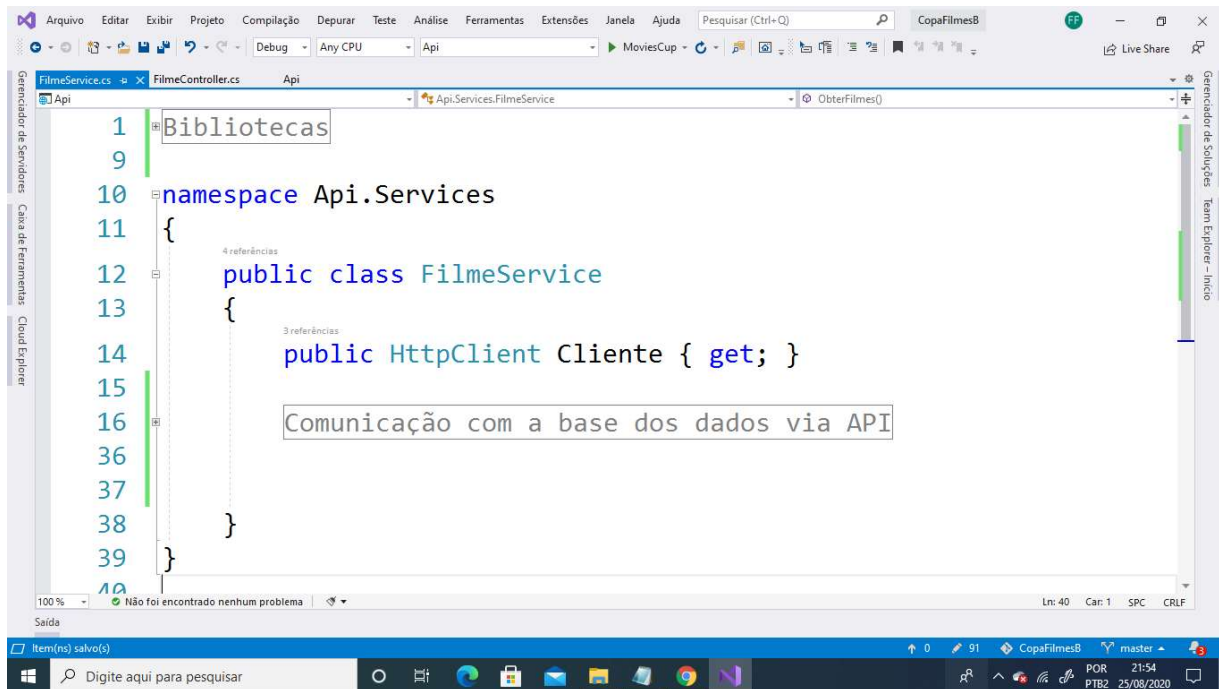 Arquivo Editar Exibir Projeto Compilação Depurar Teste Análise Ferramentas Extensões Janela Ajuda Pesquisar (Ctrl+Q) CopaFilmesB FF
Debug Any CPU Api MoviesCup Live Share
FilmeService.cs FilmeController.cs Api
Api Api.Services.FilmeService ObterFilmes()
Gerenciador de Servidores Caixa de Ferramentas Cloud Explorer
Gerenciador de Soluções Team Explorer – Início
1 Bibliotecas
9
10 namespace Api.Services
11 {
4 referências
12 public class FilmeService
13 {
3 referências
14 public HttpClient Cliente { get; }
15
16 Comunicação com a base dos dados via API
36
37
38 }
39 }
40
100 % Não foi encontrado nenhum problema Ln: 40 Car: 1 SPC CRLF
Saída
Item(ns) salvo(s) 0 91 CopaFilmesB master 3
Digite aqui para pesquisar POR 21:54
PTB2 25/08/2020